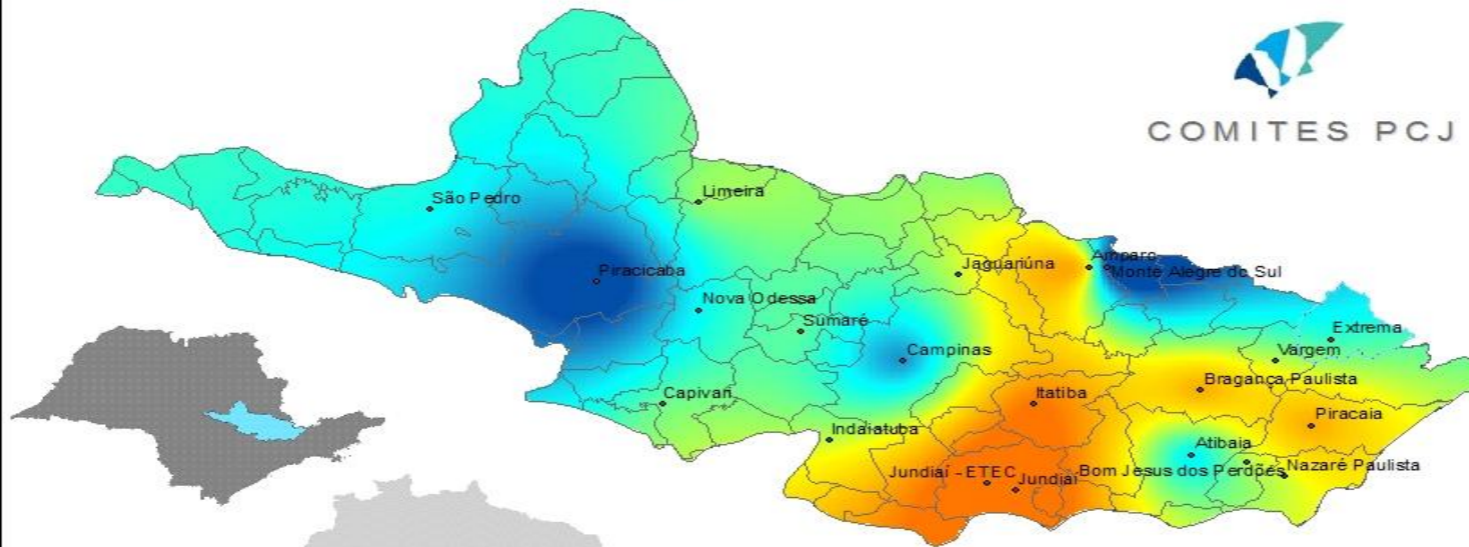 COMITES PCJ
Limeira
São Pedro
Amparo
Piracicaba
Jaguariúna
Monte Alegre do Sul
Nova Odessa
Sumaré
Extrema
Campinas
Vargem
Bragança Paulista
Capivari
Itatiba
Piracaia
Indaiatuba
Atibaia
Jundiaí - ETEC
Jundiaí
Bom Jesus dos Perdões
Nazaré Paulista